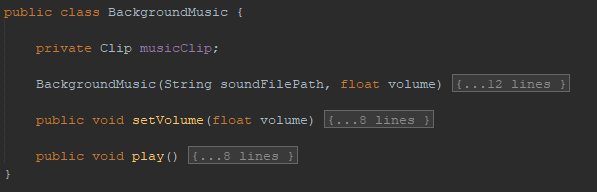 public class BackgroundMusic {
private Clip musicClip;
BackgroundMusic(String soundFilePath, float volume) {...12 lines }
public void setVolume(float volume) {...8 lines }
public void play() {...8 lines }
}